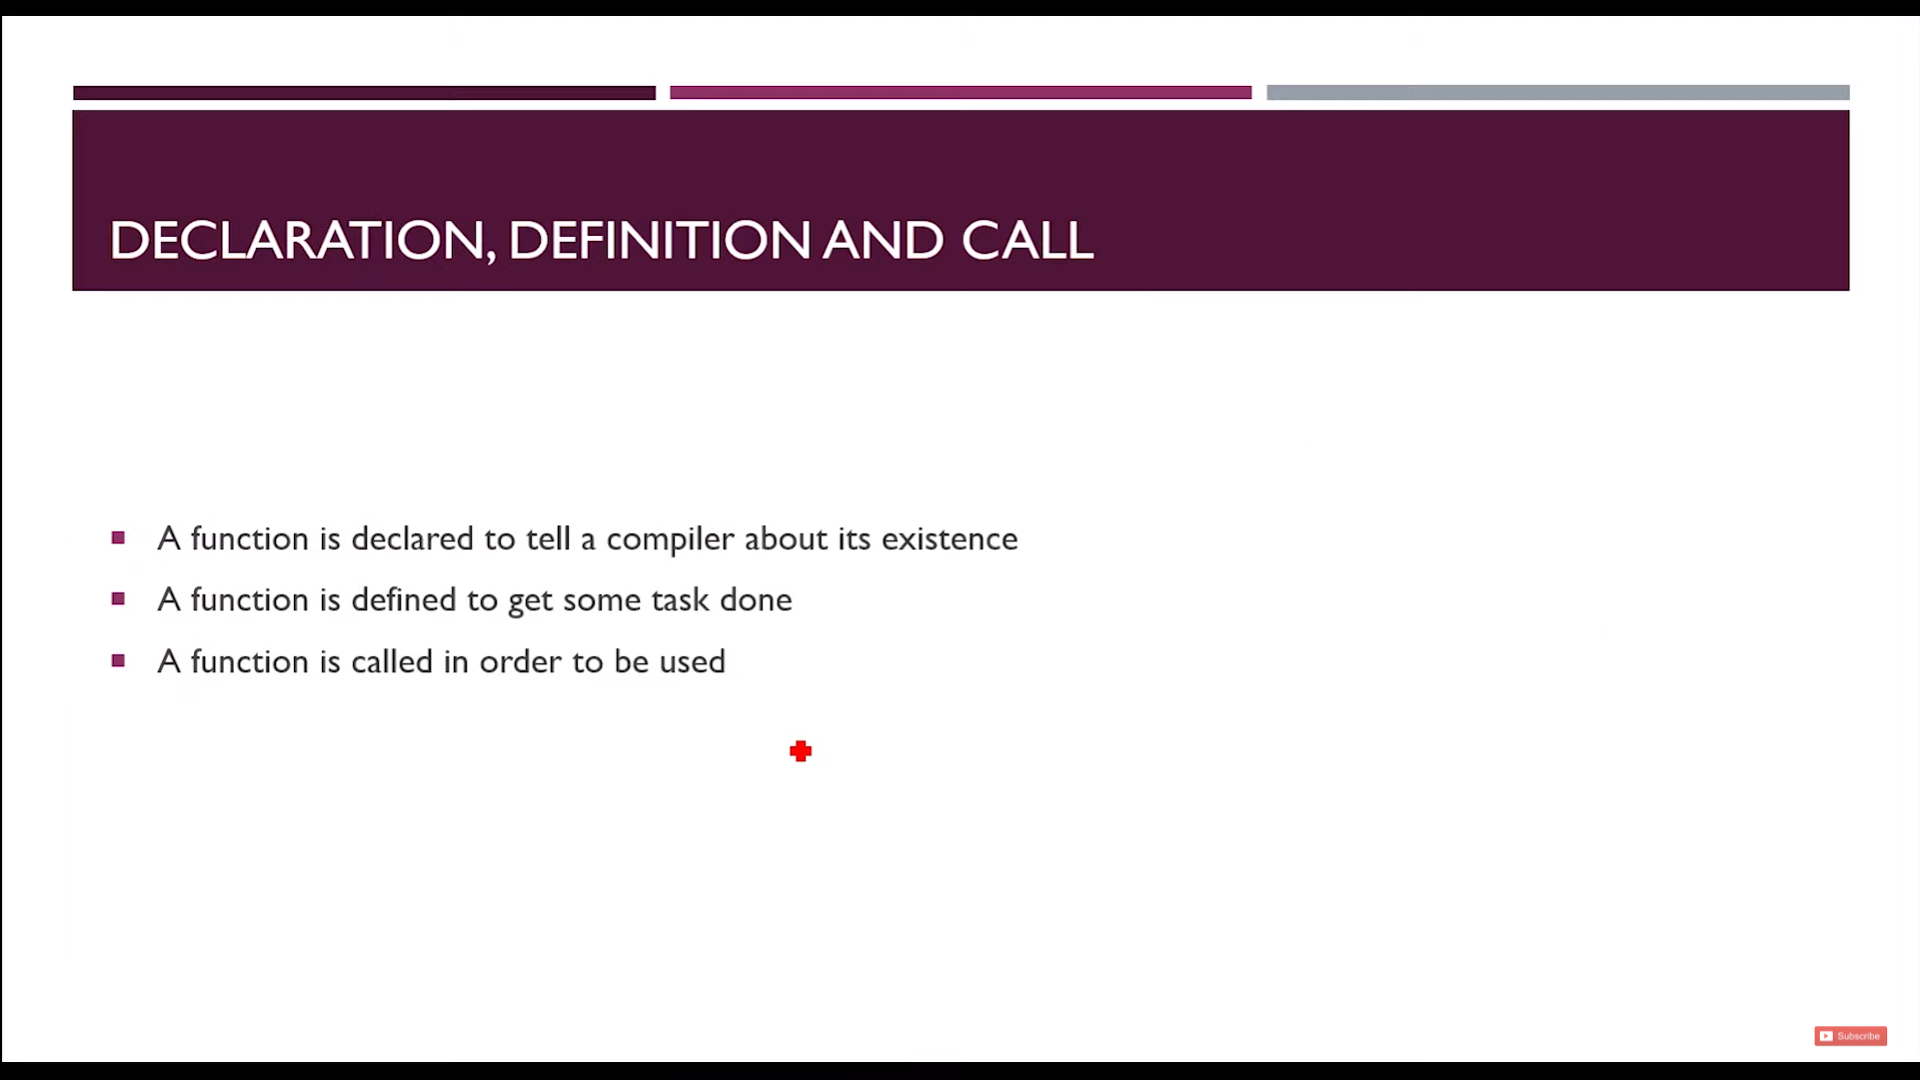 DECLARATION, DEFINITION AND CALL
A function is declared to tell a compiler about its existence
A function is defined to get some task done
A function is called in order to be used
Subscribe